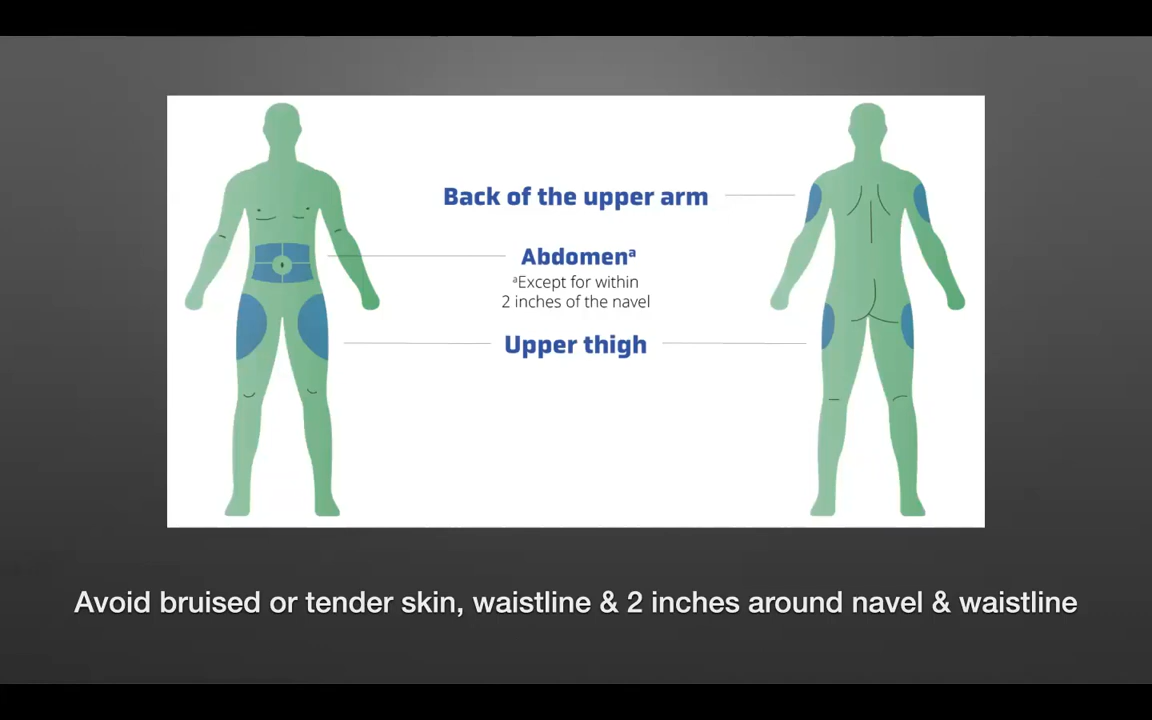 Back of the upper arm
Abdomenᵃ
ᵃExcept for within
2 inches of the navel
Upper thigh
Avoid bruised or tender skin, waistline & 2 inches around navel & waistline